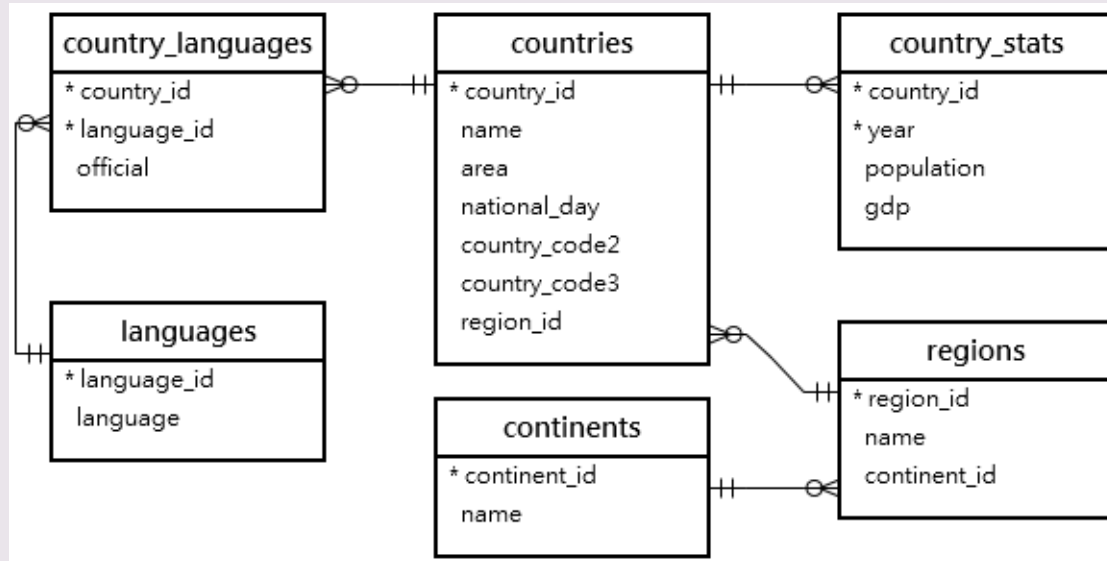 country_languages
* country_id
* language_id
official
countries
* country_id
name
area
national_day
country_code2
country_code3
region_id
country_stats
* country_id
* year
population
gdp
languages
* language_id
language
continents
* continent_id
name
regions
* region_id
name
continent_id